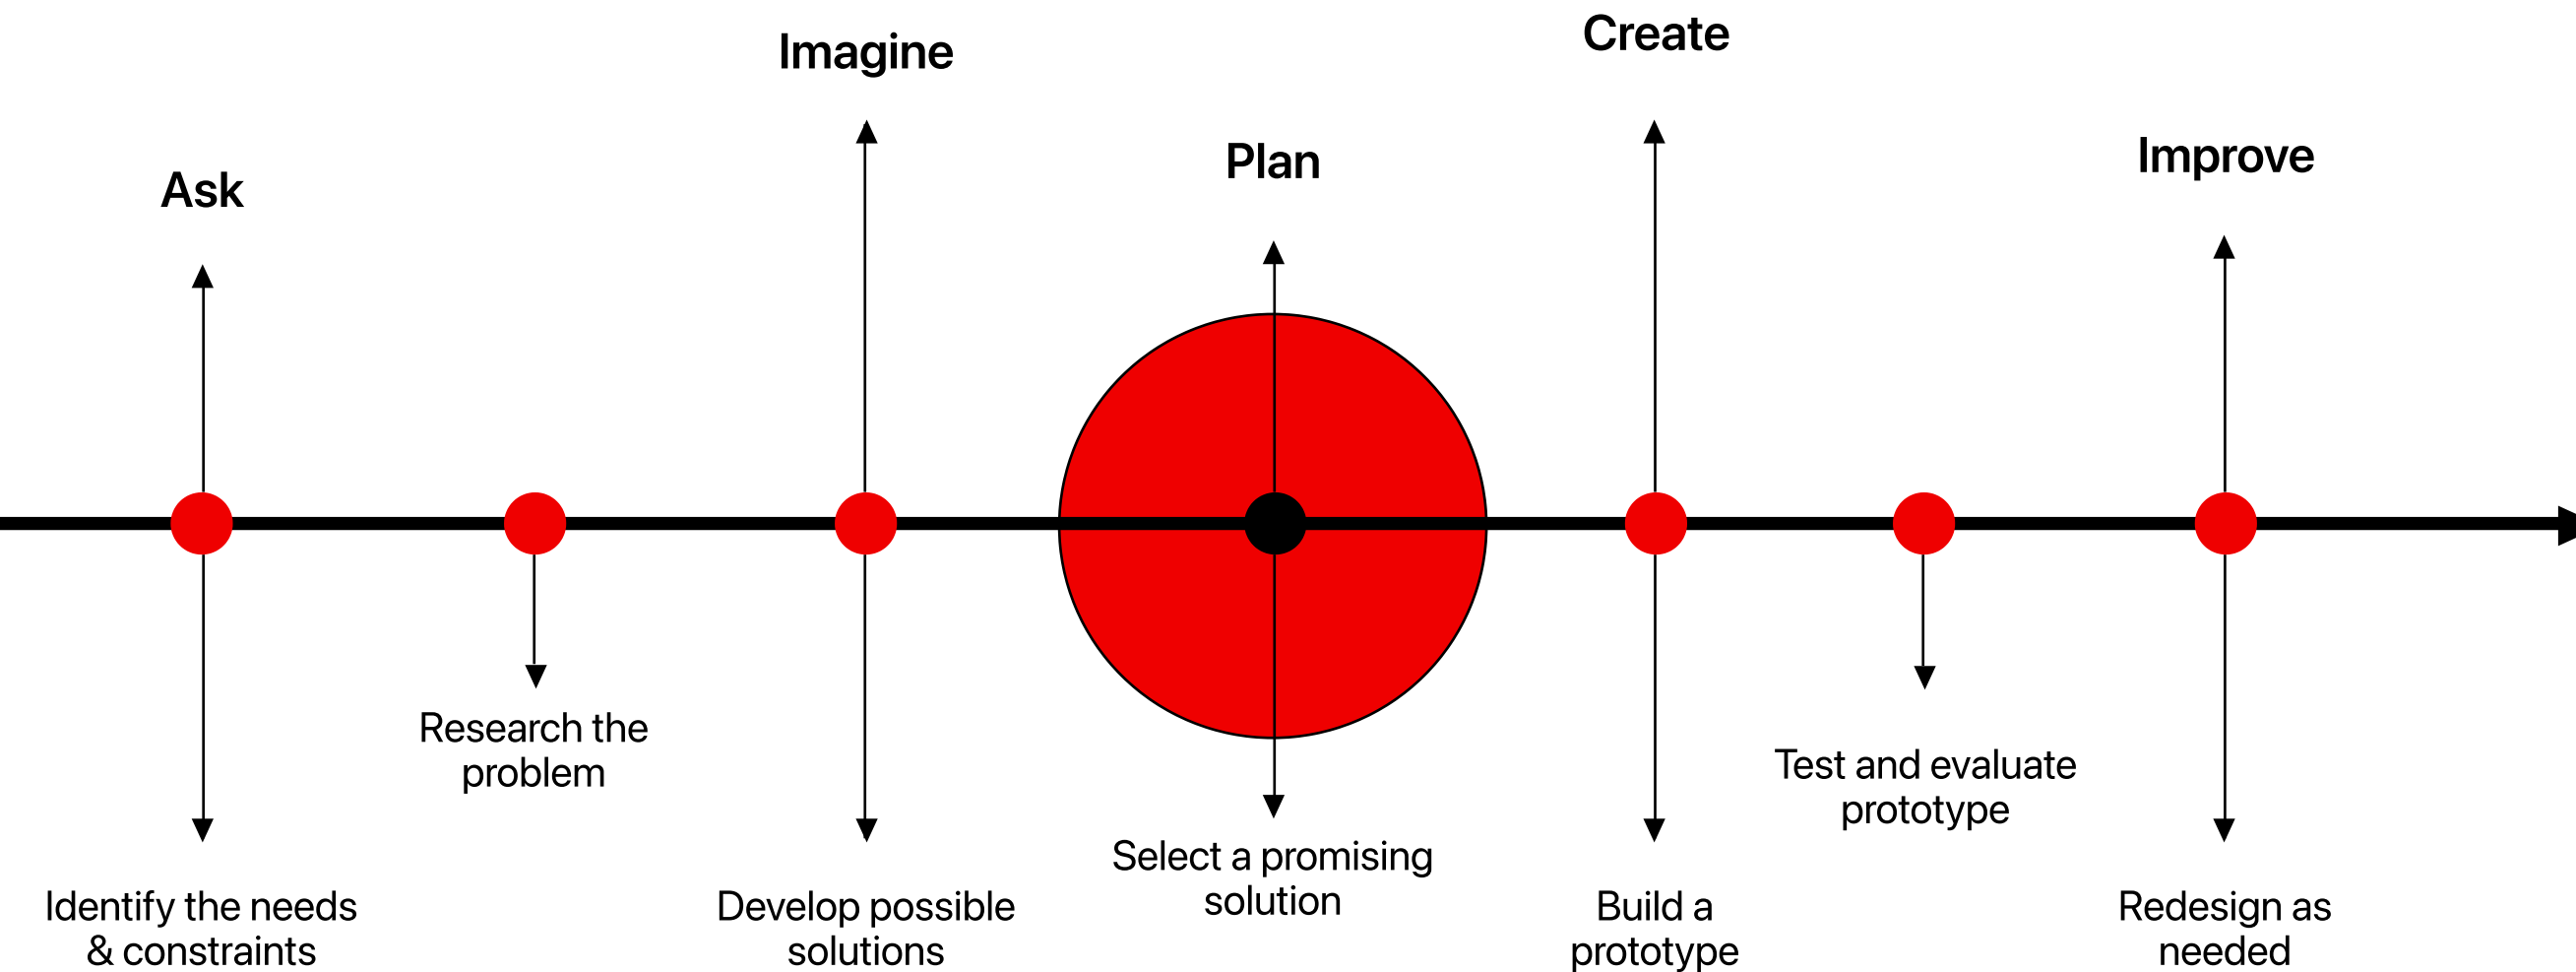 Ask
Imagine
Plan
Create
Improve
Identify the needs
& constraints
Research the
problem
Develop possible
solutions
Select a promising
solution
Build a
prototype
Test and evaluate
prototype
Redesign as
needed